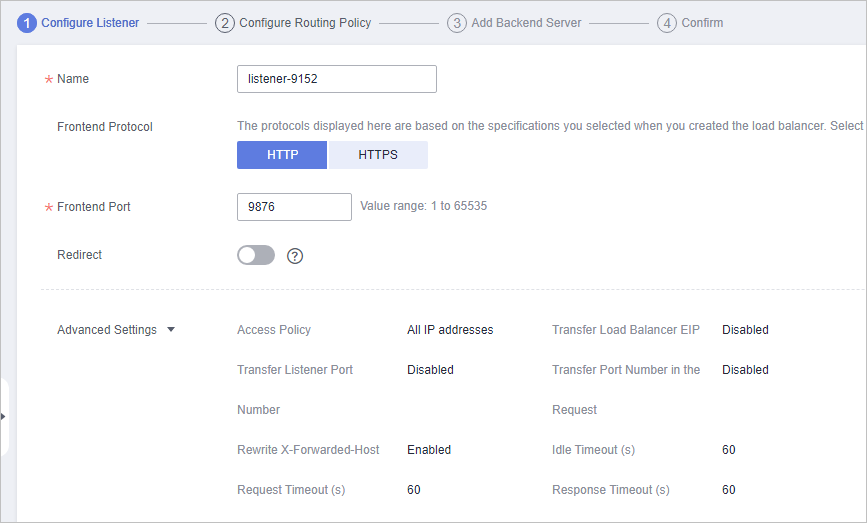 1 Configure Listener 2 Configure Routing Policy 3 Add Backend Server 4 Confirm
* Name listener-9152
Frontend Protocol The protocols displayed here are based on the specifications you selected when you created the load balancer. Select
HTTP HTTPS
* Frontend Port 9876 Value range: 1 to 65535
Redirect ?
Advanced Settings Access Policy All IP addresses Transfer Load Balancer EIP Disabled
Transfer Listener Port Disabled Transfer Port Number in the Disabled
Number Request
Rewrite X-Forwarded-Host Enabled Idle Timeout (s) 60
Request Timeout (s) 60 Response Timeout (s) 60